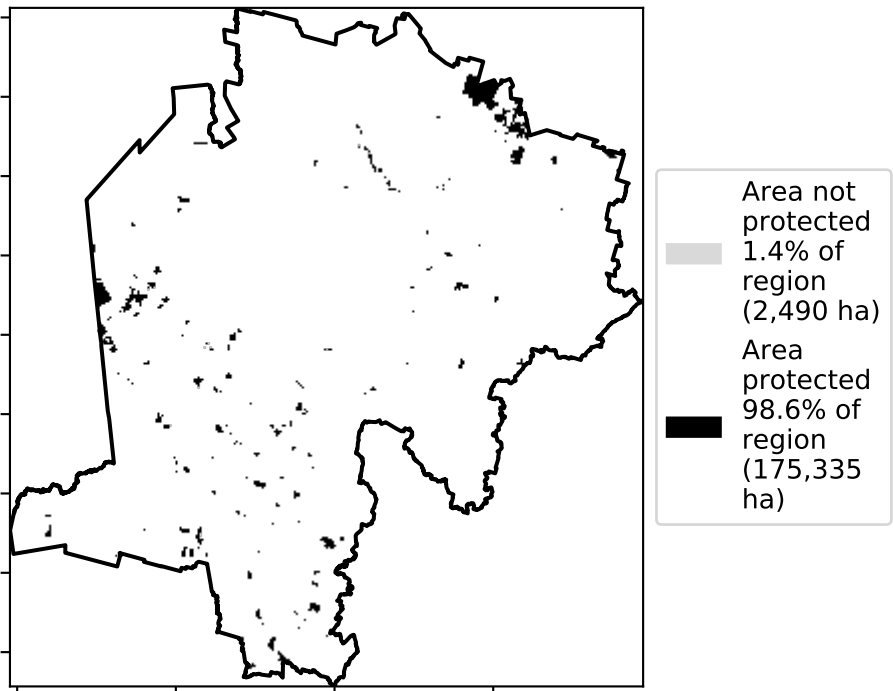 Area not
protected
1.4% of
region
(2,490 ha)
Area
protected
98.6% of
region
(175,335
ha)